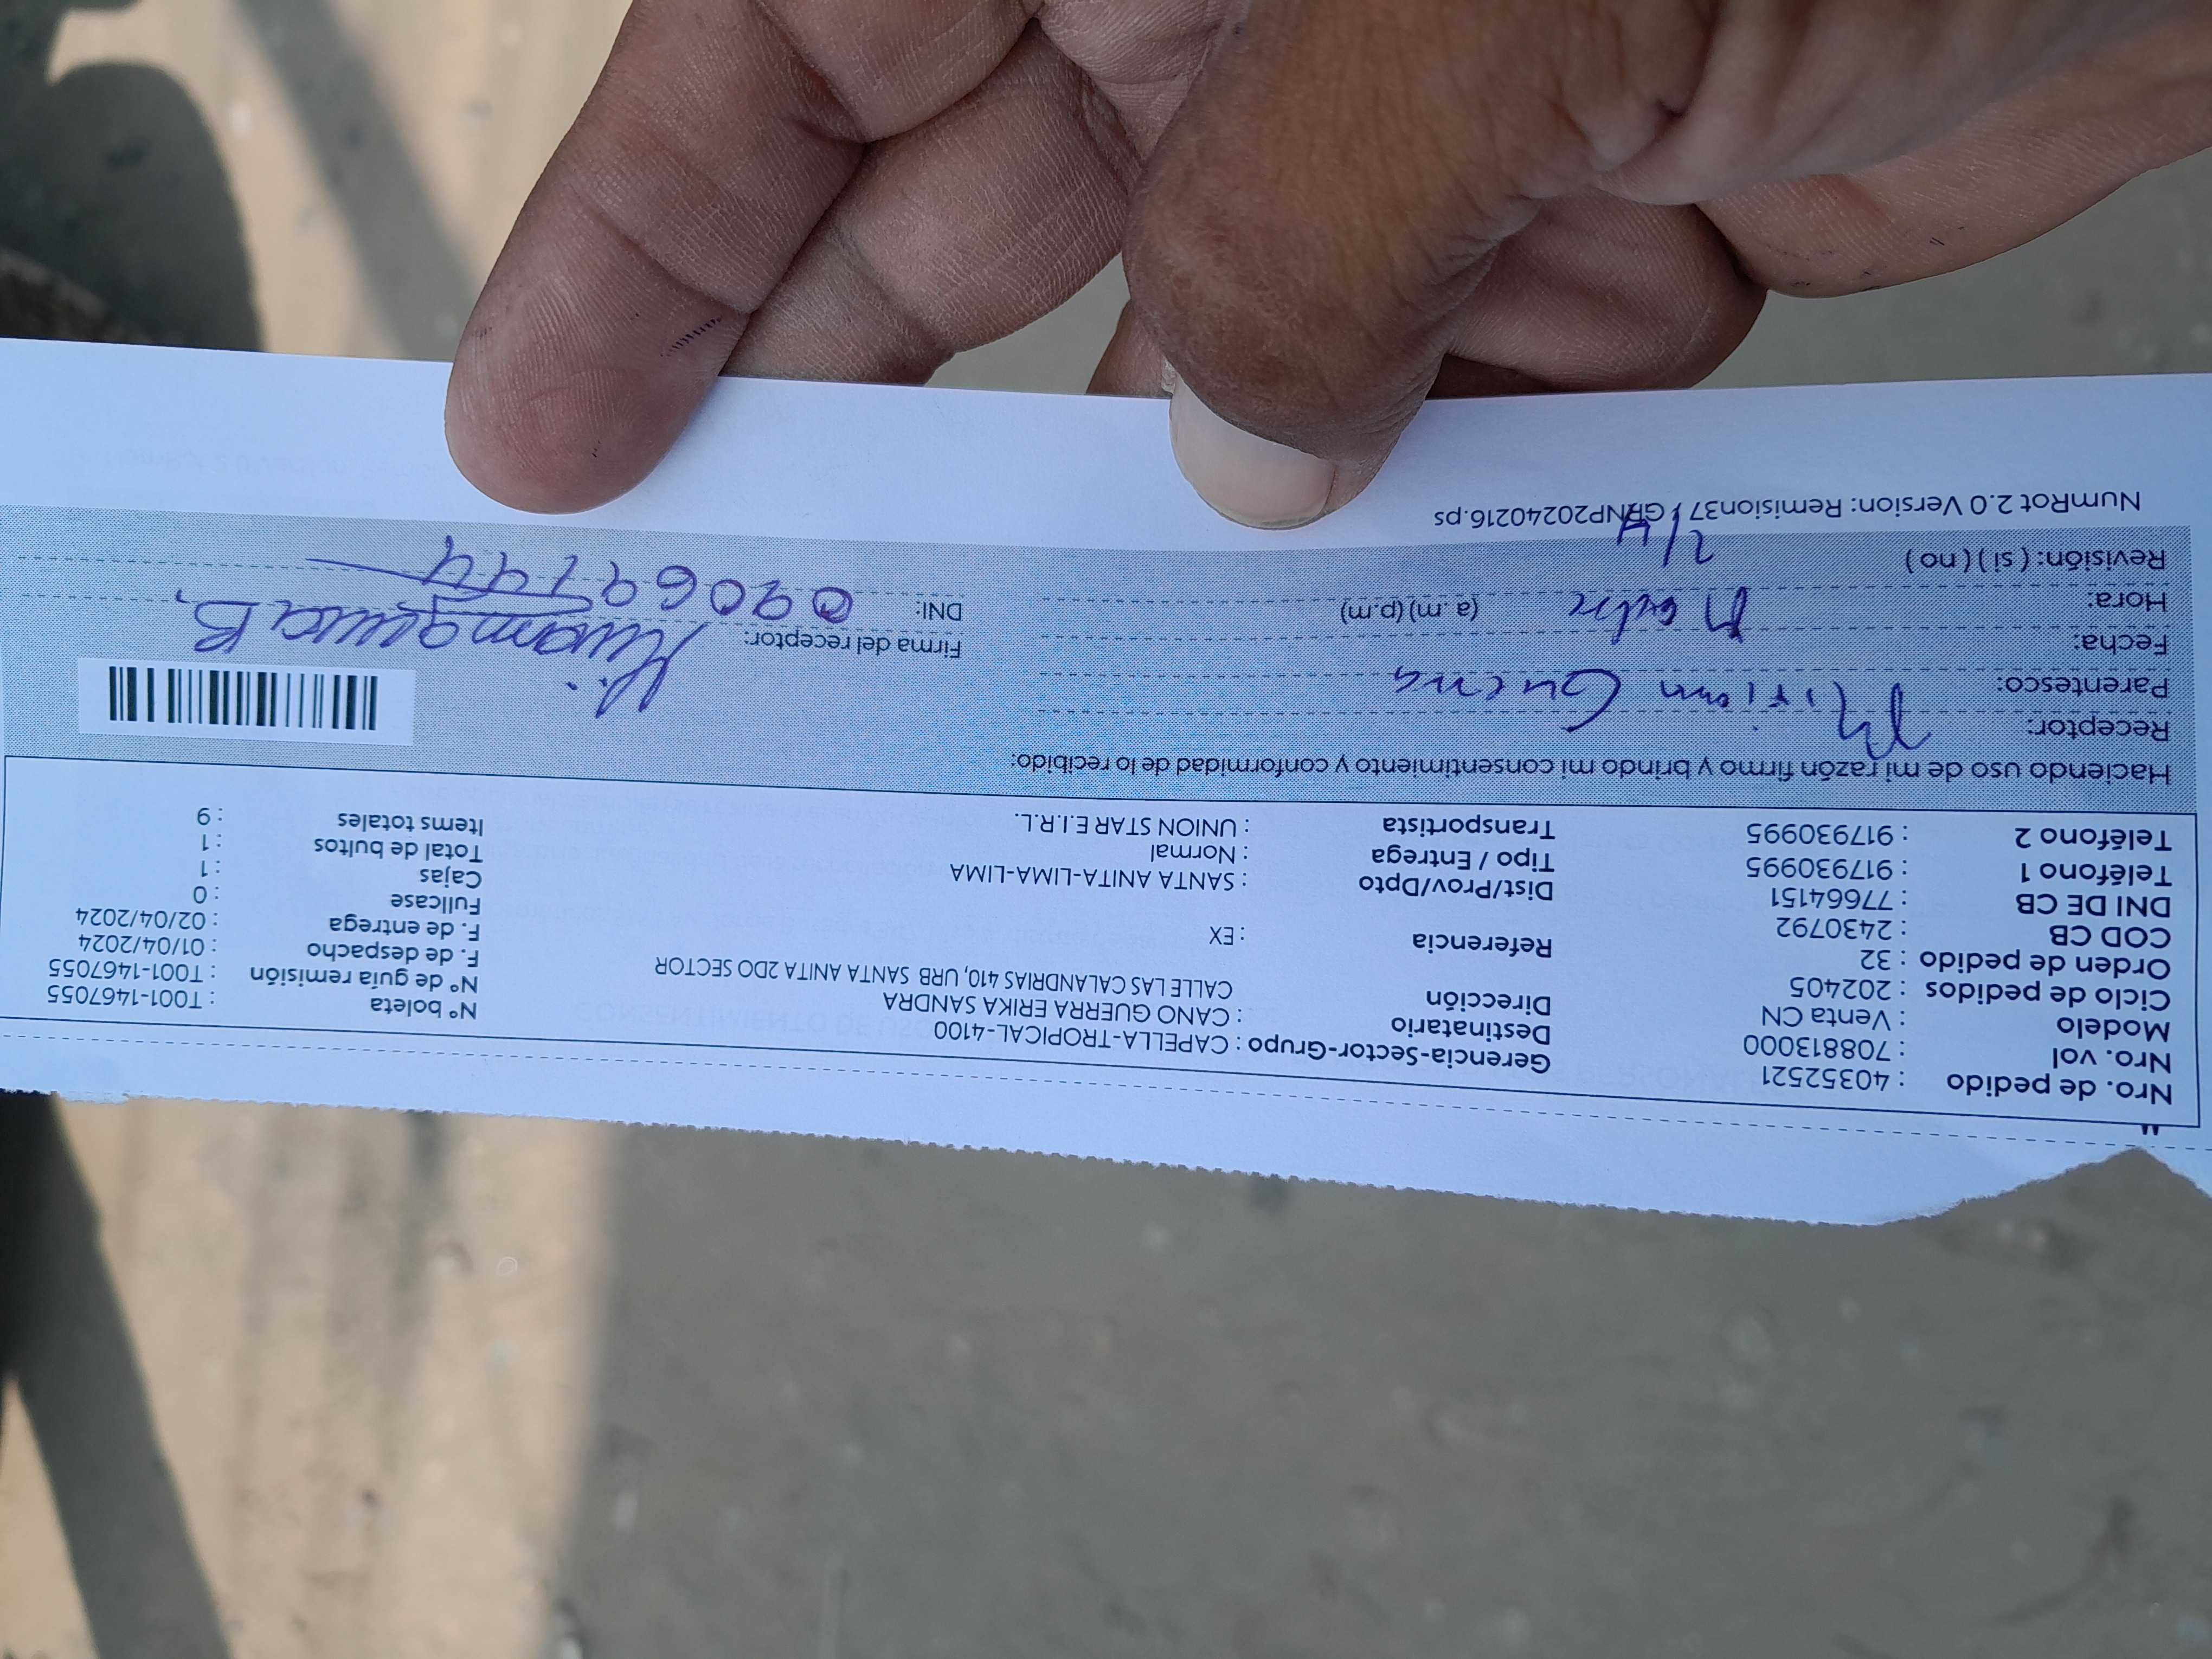 Nro. de pedido : 40352521
Nro. vol : 708813000
Modelo : Venta CN
Ciclo de pedidos : 202405
Orden de pedido : 32
COD CB : 2430792
DNI DE CB : 77664151
Teléfono 1 : 917930995
Teléfono 2 : 917930995
Gerencia-Sector-Grupo : CAPELLA-TROPICAL-4100
Destinatario : CANO GUERRA ERIKA SANDRA
Dirección CALLE LAS CALANDRIAS 410, URB SANTA ANITA 2DO SECTOR
Referencia : EX
Dist/Prov/Dpto : SANTA ANITA-LIMA-LIMA
Tipo / Entrega : Normal
Transportista : UNION STAR E.I.R.L.
N° boleta : T001-1467055
N° de guía remisión : T001-1467055
F. de despacho : 01/04/2024
F. de entrega : 02/04/2024
Fullcase : 0
Cajas : 1
Total de bultos : 1
Items totales : 9
Haciendo uso de mi razón firmo y brindo mi consentimiento y conformidad de lo recibido:
Receptor: Miriam Guerra
Parentesco:
Fecha: Madre
Hora: (a.m) (p.m)
Revisión: ( si ) ( no ) 2/4
Firma del receptor:
DNI:
NumRot 2.0 Version: Remision37 / GRNP20240216.ps